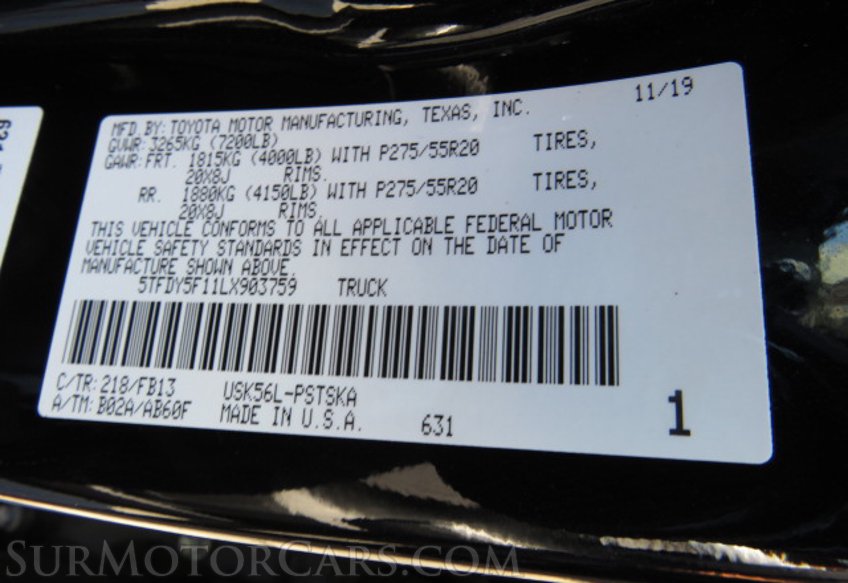 11/19
MFD.BY:TOYOTA MOTOR MANUFACTURING, TEXAS, INC.
GVWR:3265KG (7200LB)
GAWR:FRT. 1815KG (4000LB) WITH P275/55R20 TIRES,
20X8J RIMS.
RR. 1880KG (4150LB) WITH P275/55R20 TIRES,
20X8J RIMS.
THIS VEHICLE CONFORMS TO ALL APPLICABLE FEDERAL MOTOR
VEHICLE SAFETY STANDARDS IN EFFECT ON THE DATE OF
MANUFACTURE SHOWN ABOVE.
5TFDY5F11LX903759 TRUCK
C/TR:218/FB13 USK56L-PSTSKA
A/TM:B02A/AB60F MADE IN U.S.A. 631 1
SURMOTORCARS.COM